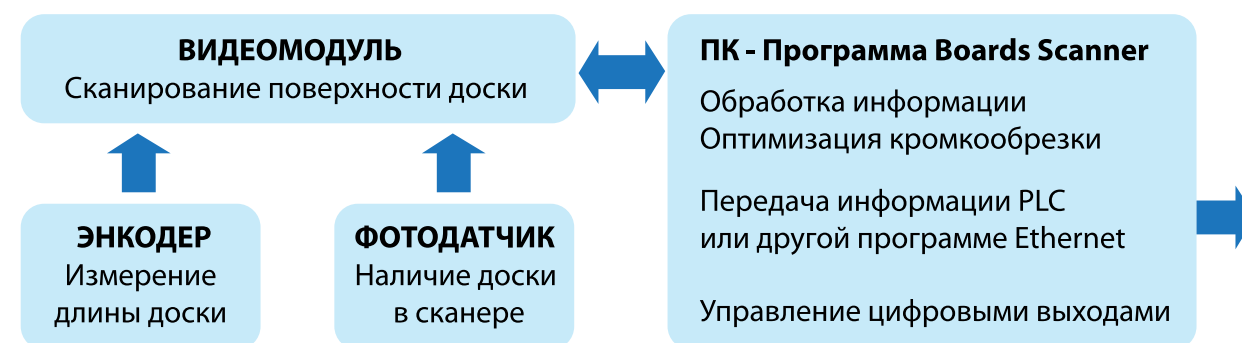 ВИДЕОМОДУЛЬ
Сканирование поверхности доски
ЭНКОДЕР
Измерение
длины доски
ФОТОДАТЧИК
Наличие доски
в сканере
ПК - Программа Boards Scanner
Обработка информации
Оптимизация кромкообрезки
Передача информации PLC
или другой программе Ethernet
Управление цифровыми выходами